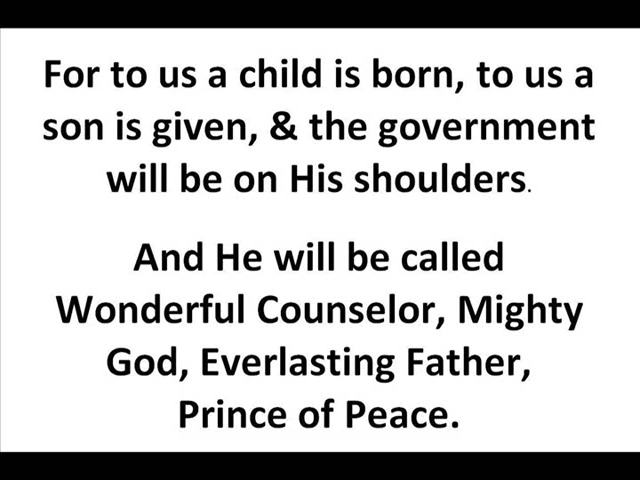 For to us a child is born, to us a
son is given, & the government
will be on His shoulders.
And He will be called
Wonderful Counselor, Mighty
God, Everlasting Father,
Prince of Peace.